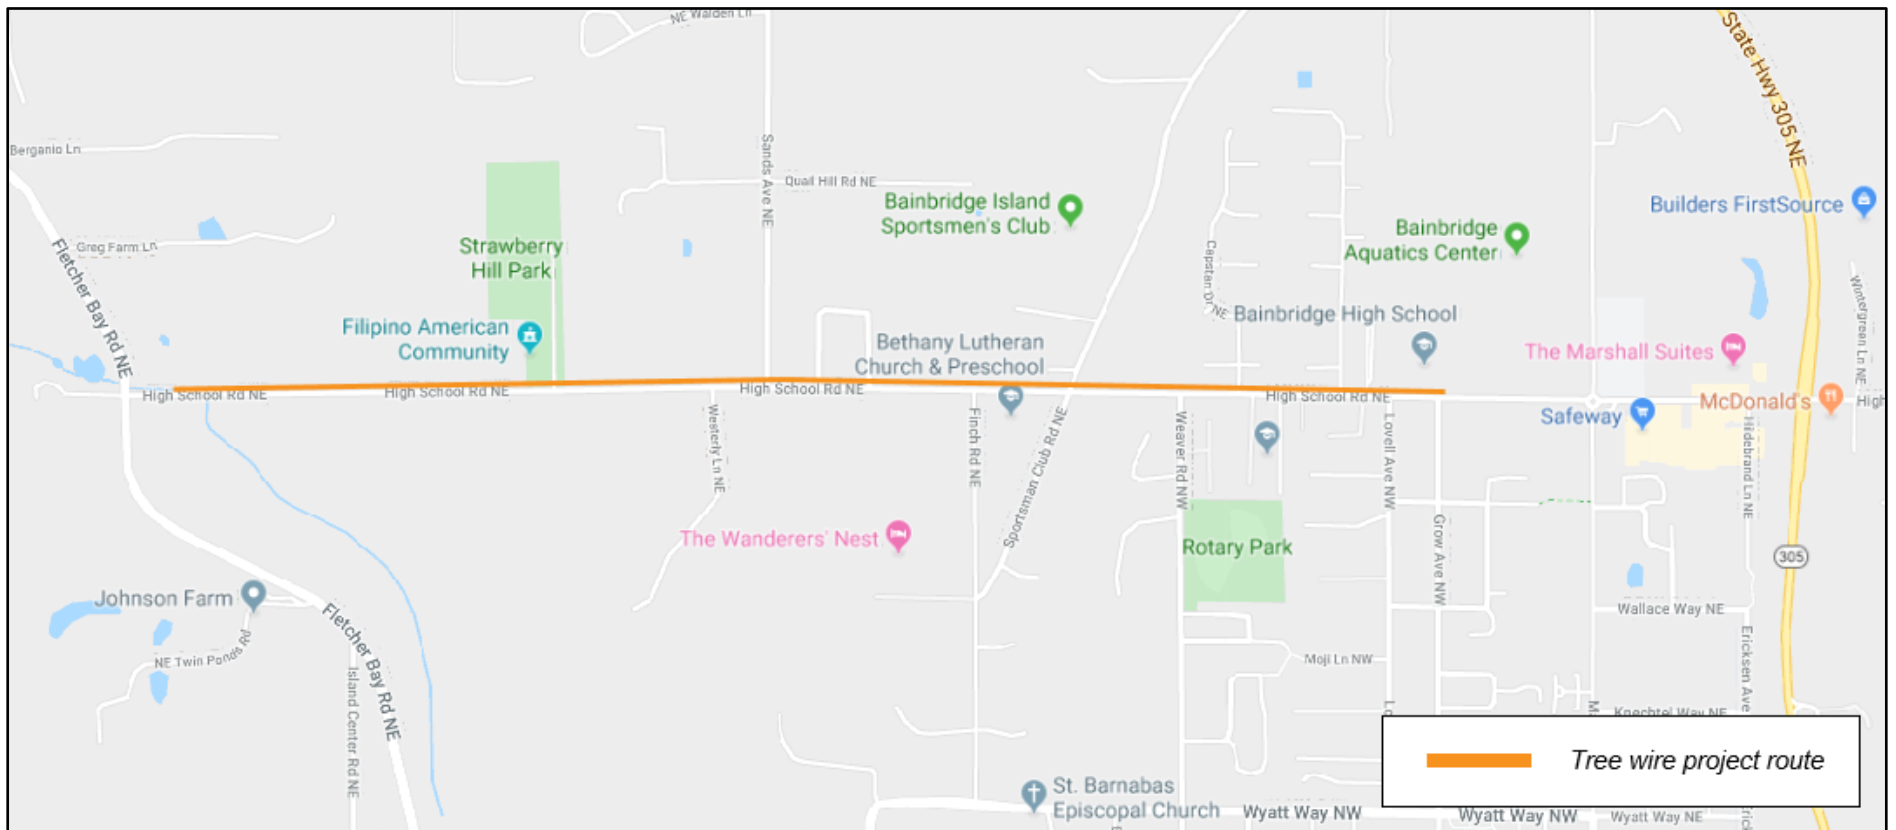 NE Walden Ln
State Hwy 305 NE
Berganio Ln
Sands Ave NE
Quail Hill Rd NE
Bainbridge Island
Sportsmen's Club
Builders FirstSource
Bainbridge
Aquatics Center
Fletcher Bay Rd NE
Greg Farm Ln
Strawberry
Hill Park
Capstan Dr NE
Wintergreen Ln NE
Bainbridge High School
Filipino American
Community
Bethany Lutheran
Church & Preschool
The Marshall Suites
High School Rd NE
High School Rd NE
High School Rd NE
High School Rd NE
McDonald's
High
Safeway
Westerly Ln NE
Finch Rd NE
Sportsman Club Rd NE
Weaver Rd NW
Lovell Ave NW
Hildebrand Ln NE
Grow Ave NW
The Wanderers' Nest
Rotary Park
305
Johnson Farm
Fletcher Bay Rd NE
Wallace Way NE
NE Twin Ponds Rd
Island Center Rd NE
Moji Ln NW
Ericksen Ave
Lo
Ma
Knechtel Way NE
Tree wire project route
St. Barnabas
Episcopal Church
Wyatt Way NW
Wyatt Way NW
Wyatt Way NE